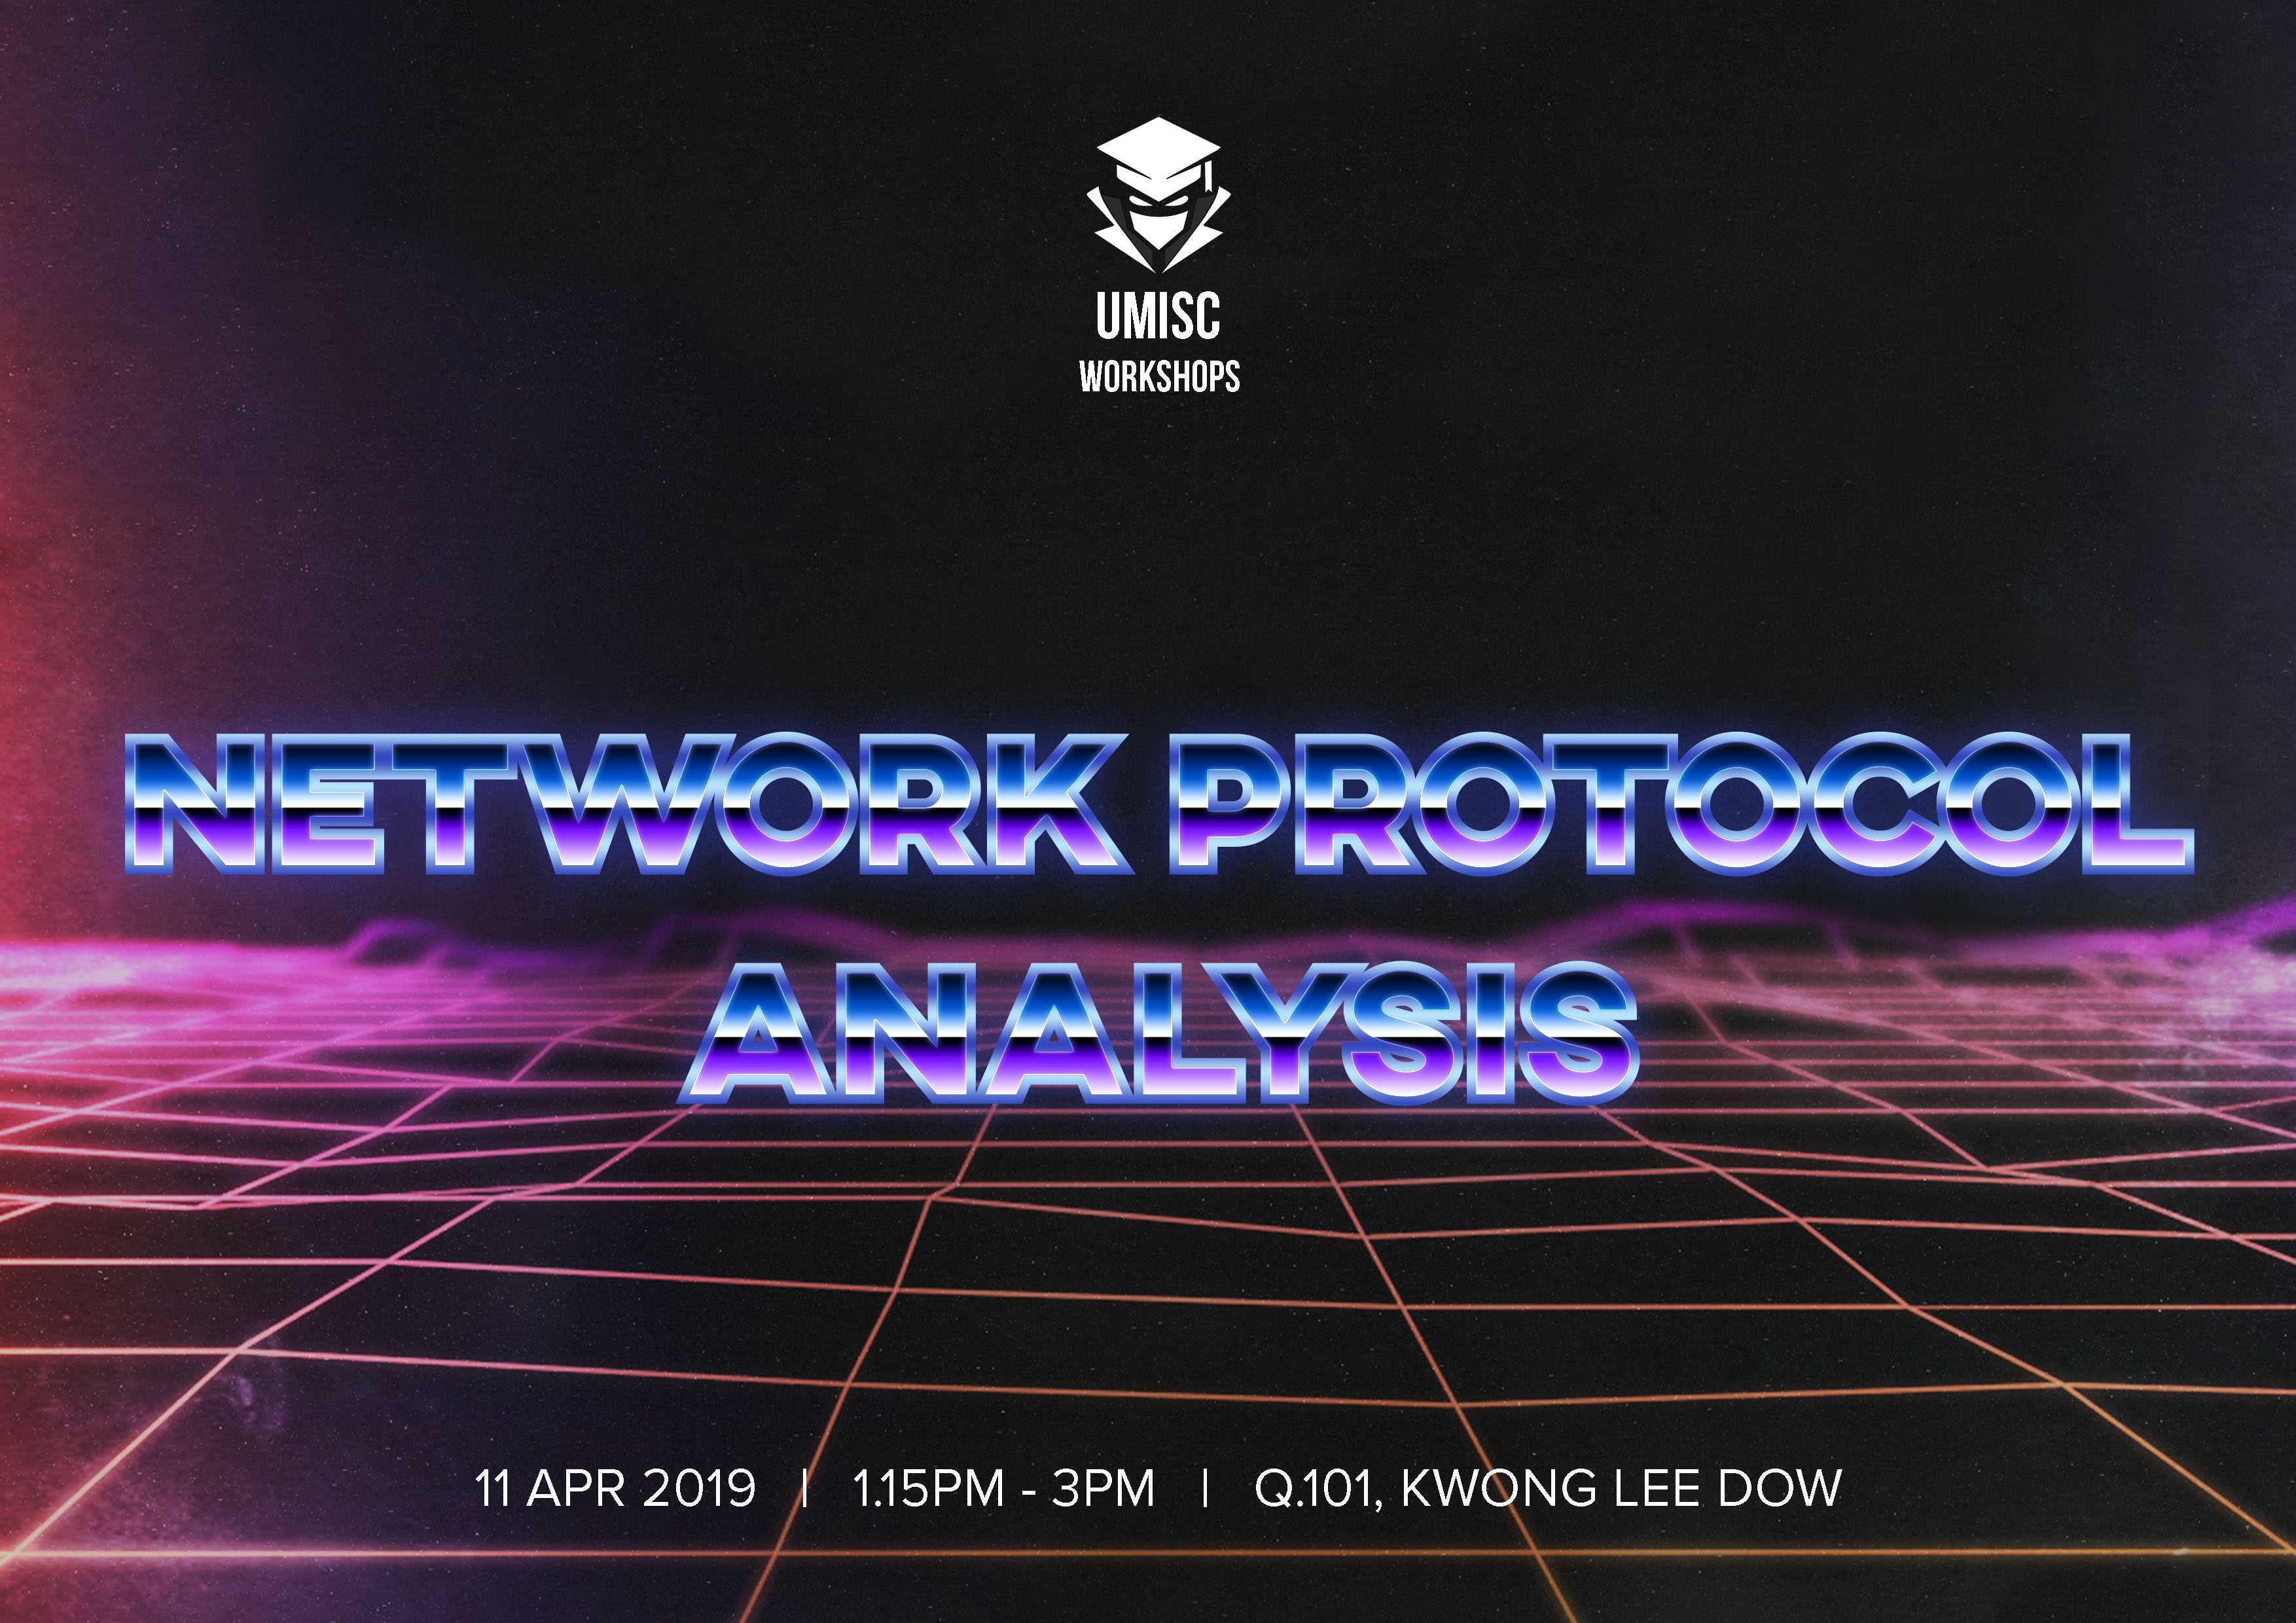 UMISC
WORKSHOPS
NETWORK PROTOCOL
ANALYSIS
11 APR 2019 | 1.15PM - 3PM | Q.101, KWONG LEE DOW